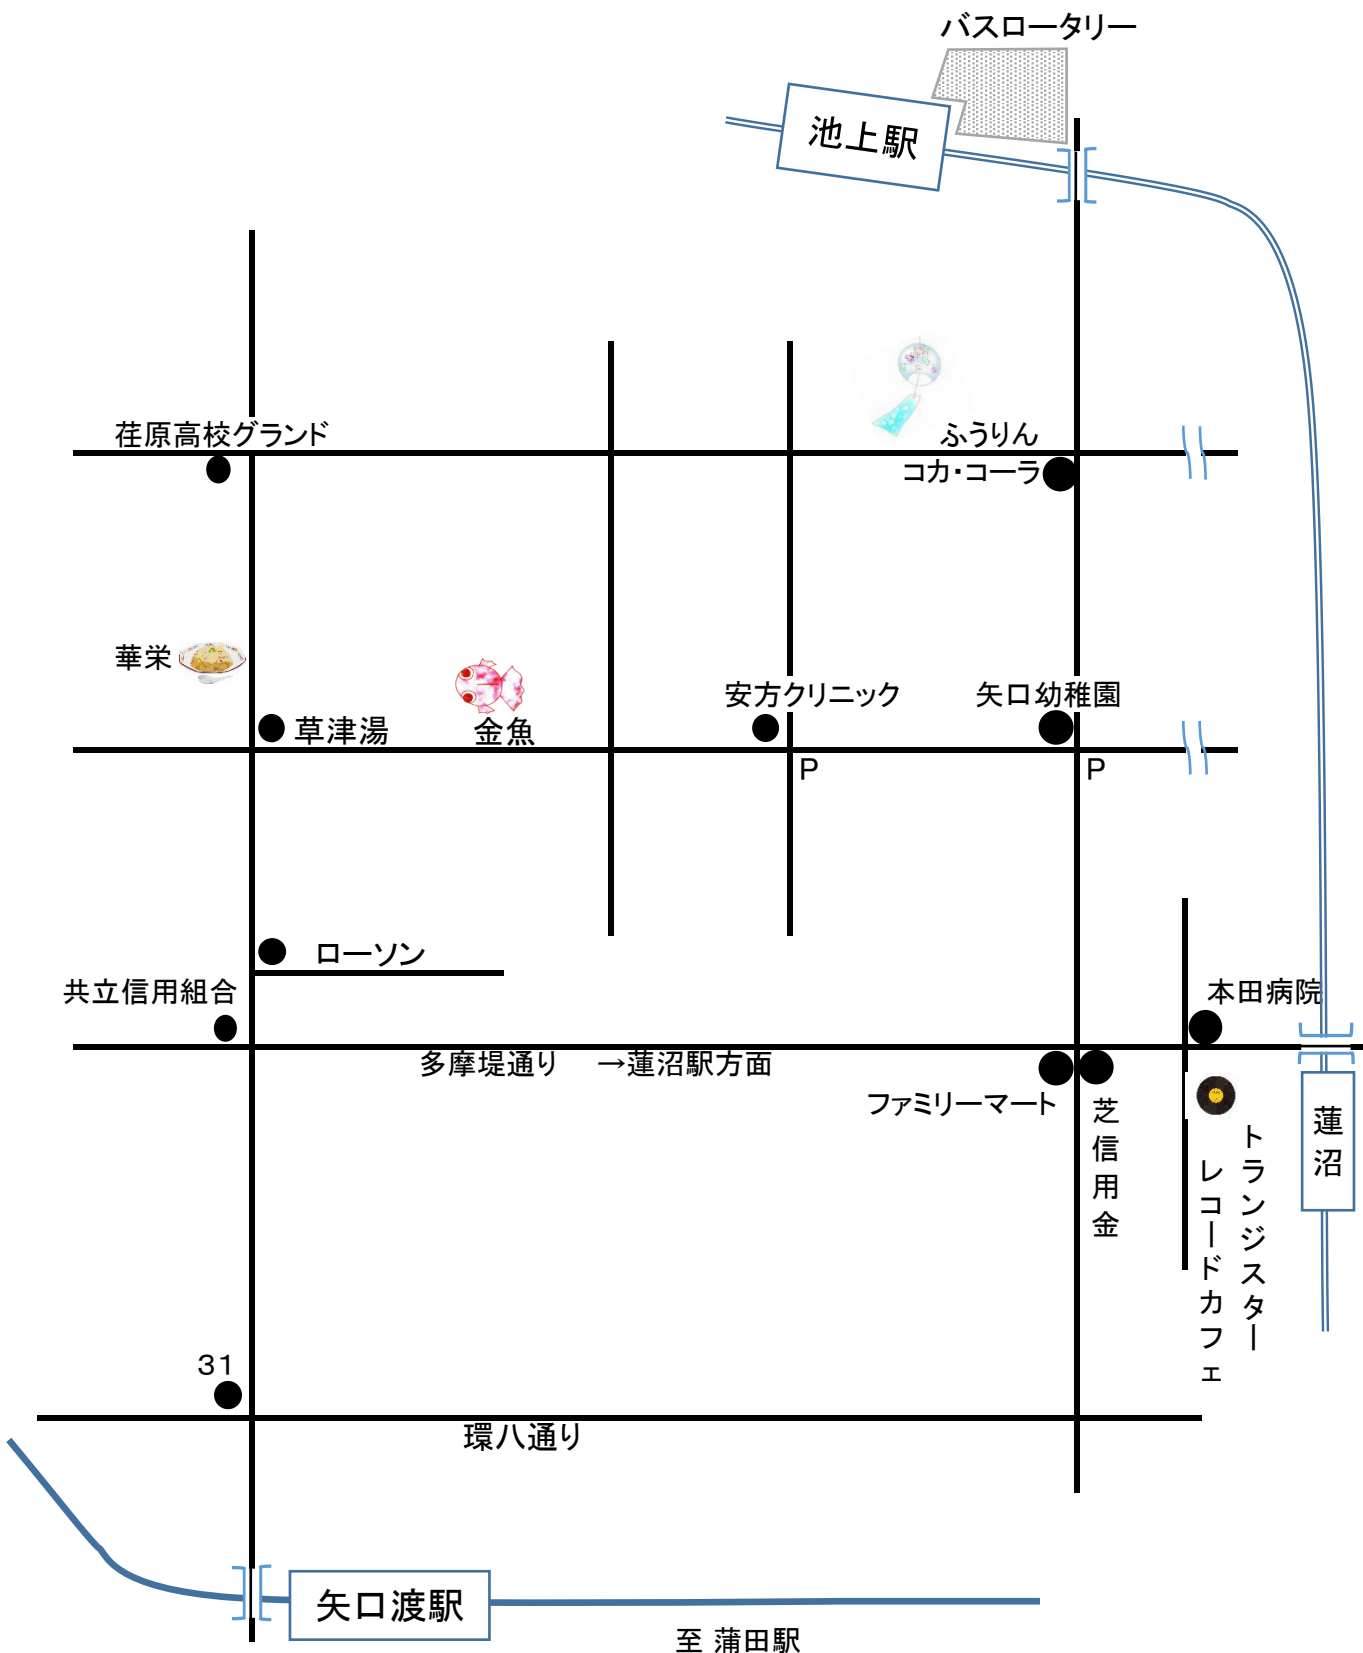 バスロータリー
池上駅
荏原高校グランド
ふうりん
コカ・コーラ
華栄
安方クリニック
矢口幼稚園
草津湯
金魚
P
P
ローソン
共立信用組合
本田病院
多摩堤通り →蓮沼駅方面
ファミリーマート
芝信用金
トランジスター
レコードカフェ
蓮沼
31
環八通り
矢口渡駅
至 蒲田駅